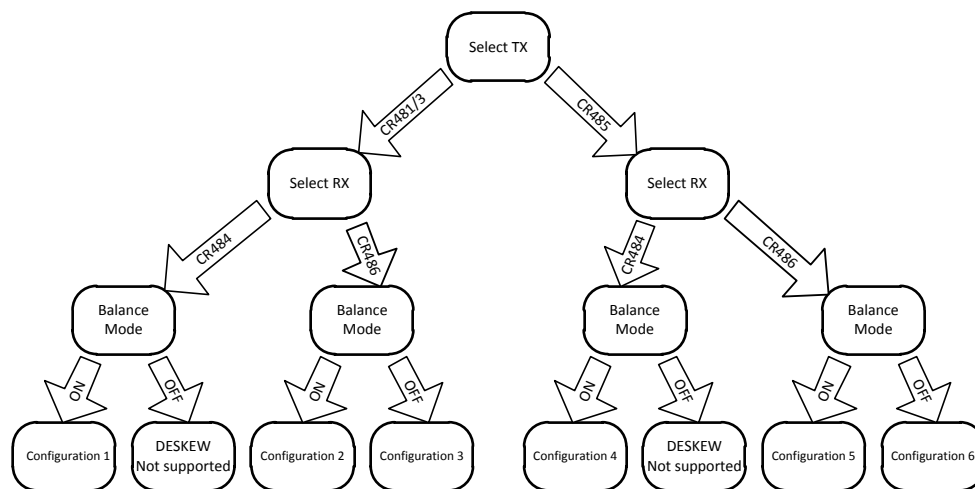 Select TX
CR481/3
CR485
Select RX
Select RX
CR484
CR486
CR484
CR486
Balance
Mode
Balance
Mode
Balance
Mode
Balance
Mode
ON
OFF
ON
OFF
ON
OFF
ON
OFF
Configuration 1
DESKEW
Not supported
Configuration 2
Configuration 3
Configuration 4
DESKEW
Not supported
Configuration 5
Configuration 6